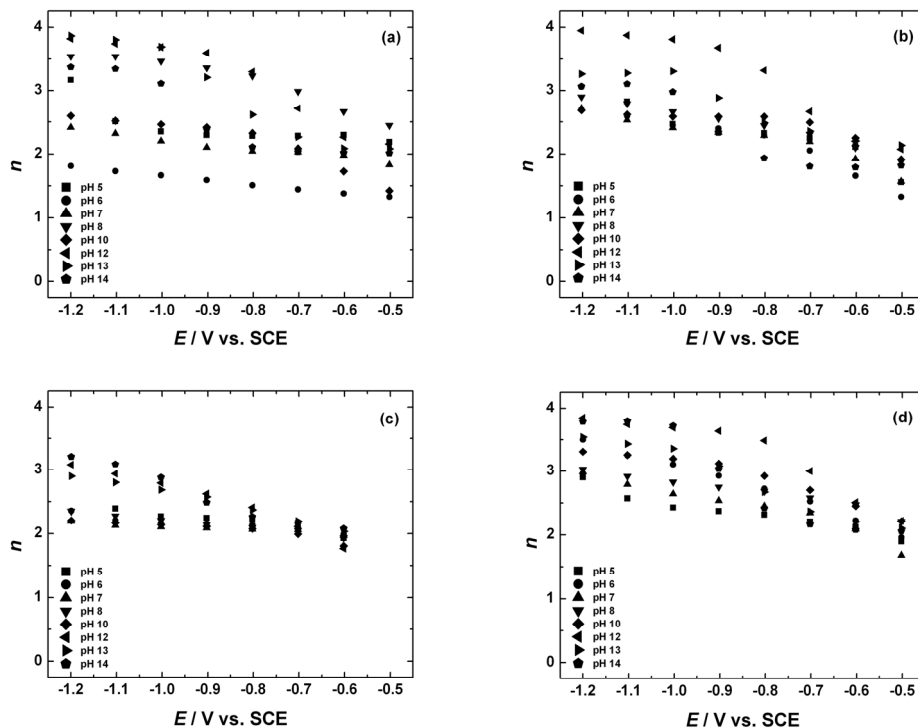 (a)
4
3
2
1
0
n
pH 5
pH 6
pH 7
pH 8
pH 10
pH 12
pH 13
pH 14
-1.2 -1.1 -1.0 -0.9 -0.8 -0.7 -0.6 -0.5
E / V vs. SCE
(b)
4
3
2
1
0
n
pH 5
pH 6
pH 7
pH 8
pH 10
pH 12
pH 13
pH 14
-1.2 -1.1 -1.0 -0.9 -0.8 -0.7 -0.6 -0.5
E / V vs. SCE
(c)
4
3
2
1
0
n
pH 5
pH 6
pH 7
pH 8
pH 10
pH 12
pH 13
pH 14
-1.2 -1.1 -1.0 -0.9 -0.8 -0.7 -0.6 -0.5
E / V vs. SCE
(d)
4
3
2
1
0
n
pH 5
pH 6
pH 7
pH 8
pH 10
pH 12
pH 13
pH 14
-1.2 -1.1 -1.0 -0.9 -0.8 -0.7 -0.6 -0.5
E / V vs. SCE